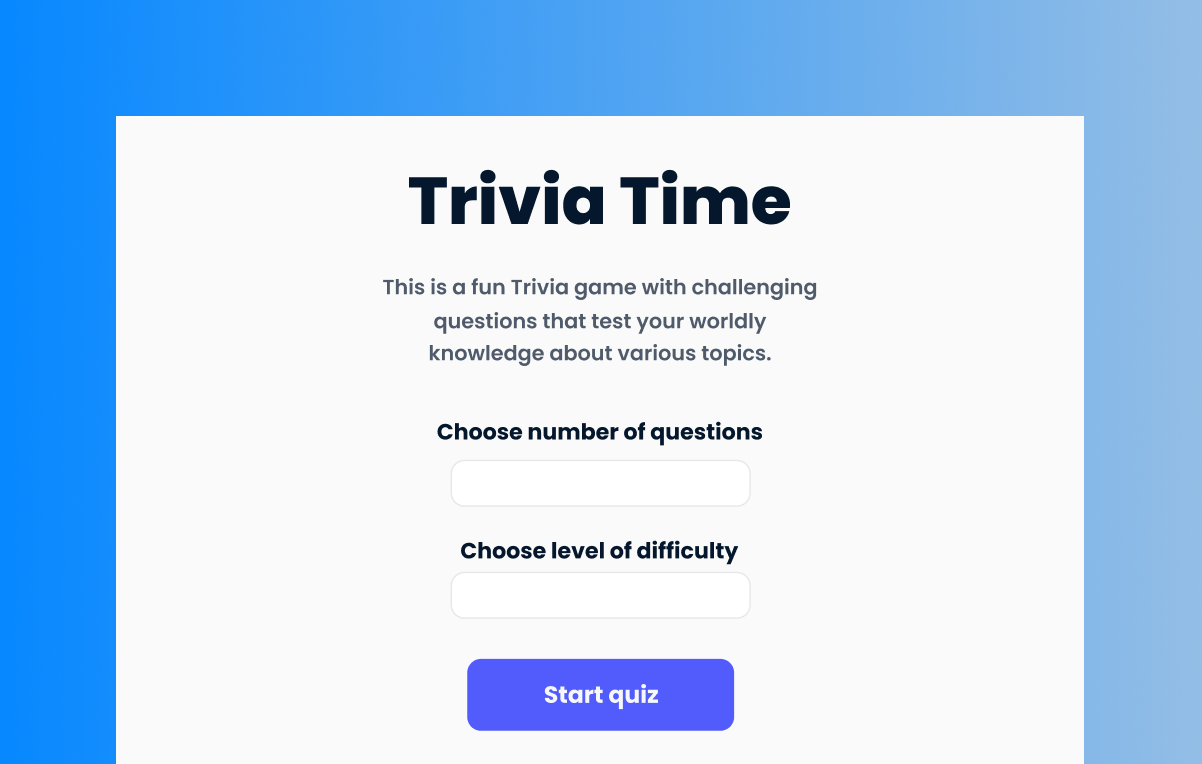 Trivia Time
This is a fun Trivia game with challenging
questions that test your worldly
knowledge about various topics.
Choose number of questions
Choose level of difficulty
Start quiz